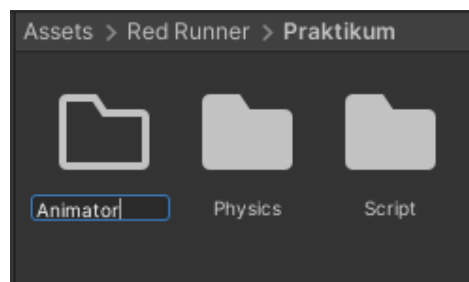 Assets > Red Runner > Praktikum
Animator
Physics
Script